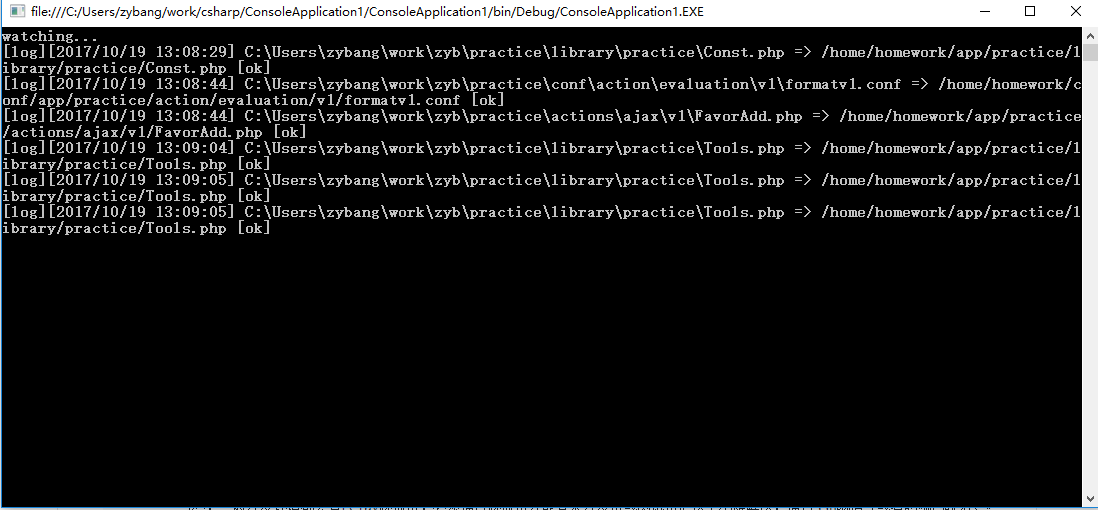 file:///C:/Users/zybang/work/csharp/ConsoleApplication1/ConsoleApplication1/bin/Debug/ConsoleApplication1.EXE
watching...
[log][2017/10/19 13:08:29] C:\Users\zybang\work\zyb\practice\library\practice\Const.php => /home/homework/app/practice/l
ibrary/practice/Const.php [ok]
[log][2017/10/19 13:08:44] C:\Users\zybang\work\zyb\practice\conf\action\evaluation\v1\formatv1.conf => /home/homework/c
onf/app/practice/action/evaluation/v1/formatv1.conf [ok]
[log][2017/10/19 13:08:44] C:\Users\zybang\work\zyb\practice\actions\ajax\v1\FavorAdd.php => /home/homework/app/practice
/actions/ajax/v1/FavorAdd.php [ok]
[log][2017/10/19 13:09:04] C:\Users\zybang\work\zyb\practice\library\practice\Tools.php => /home/homework/app/practice/l
ibrary/practice/Tools.php [ok]
[log][2017/10/19 13:09:05] C:\Users\zybang\work\zyb\practice\library\practice\Tools.php => /home/homework/app/practice/l
ibrary/practice/Tools.php [ok]
[log][2017/10/19 13:09:05] C:\Users\zybang\work\zyb\practice\library\practice\Tools.php => /home/homework/app/practice/l
ibrary/practice/Tools.php [ok]